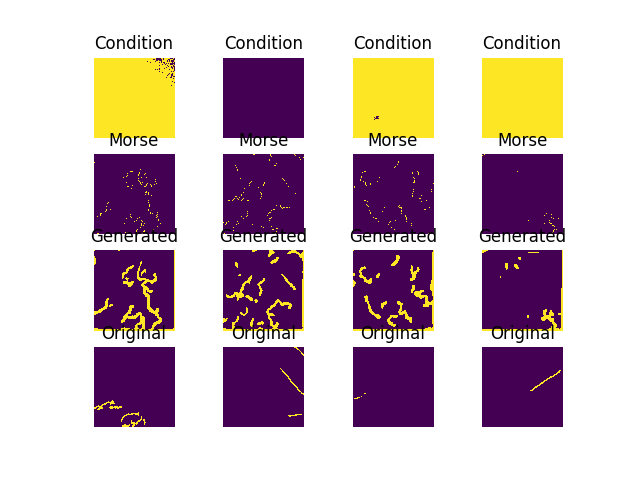 Condition Condition Condition Condition
Morse Morse Morse Morse
Generated Generated Generated Generated
Original Original Original Original